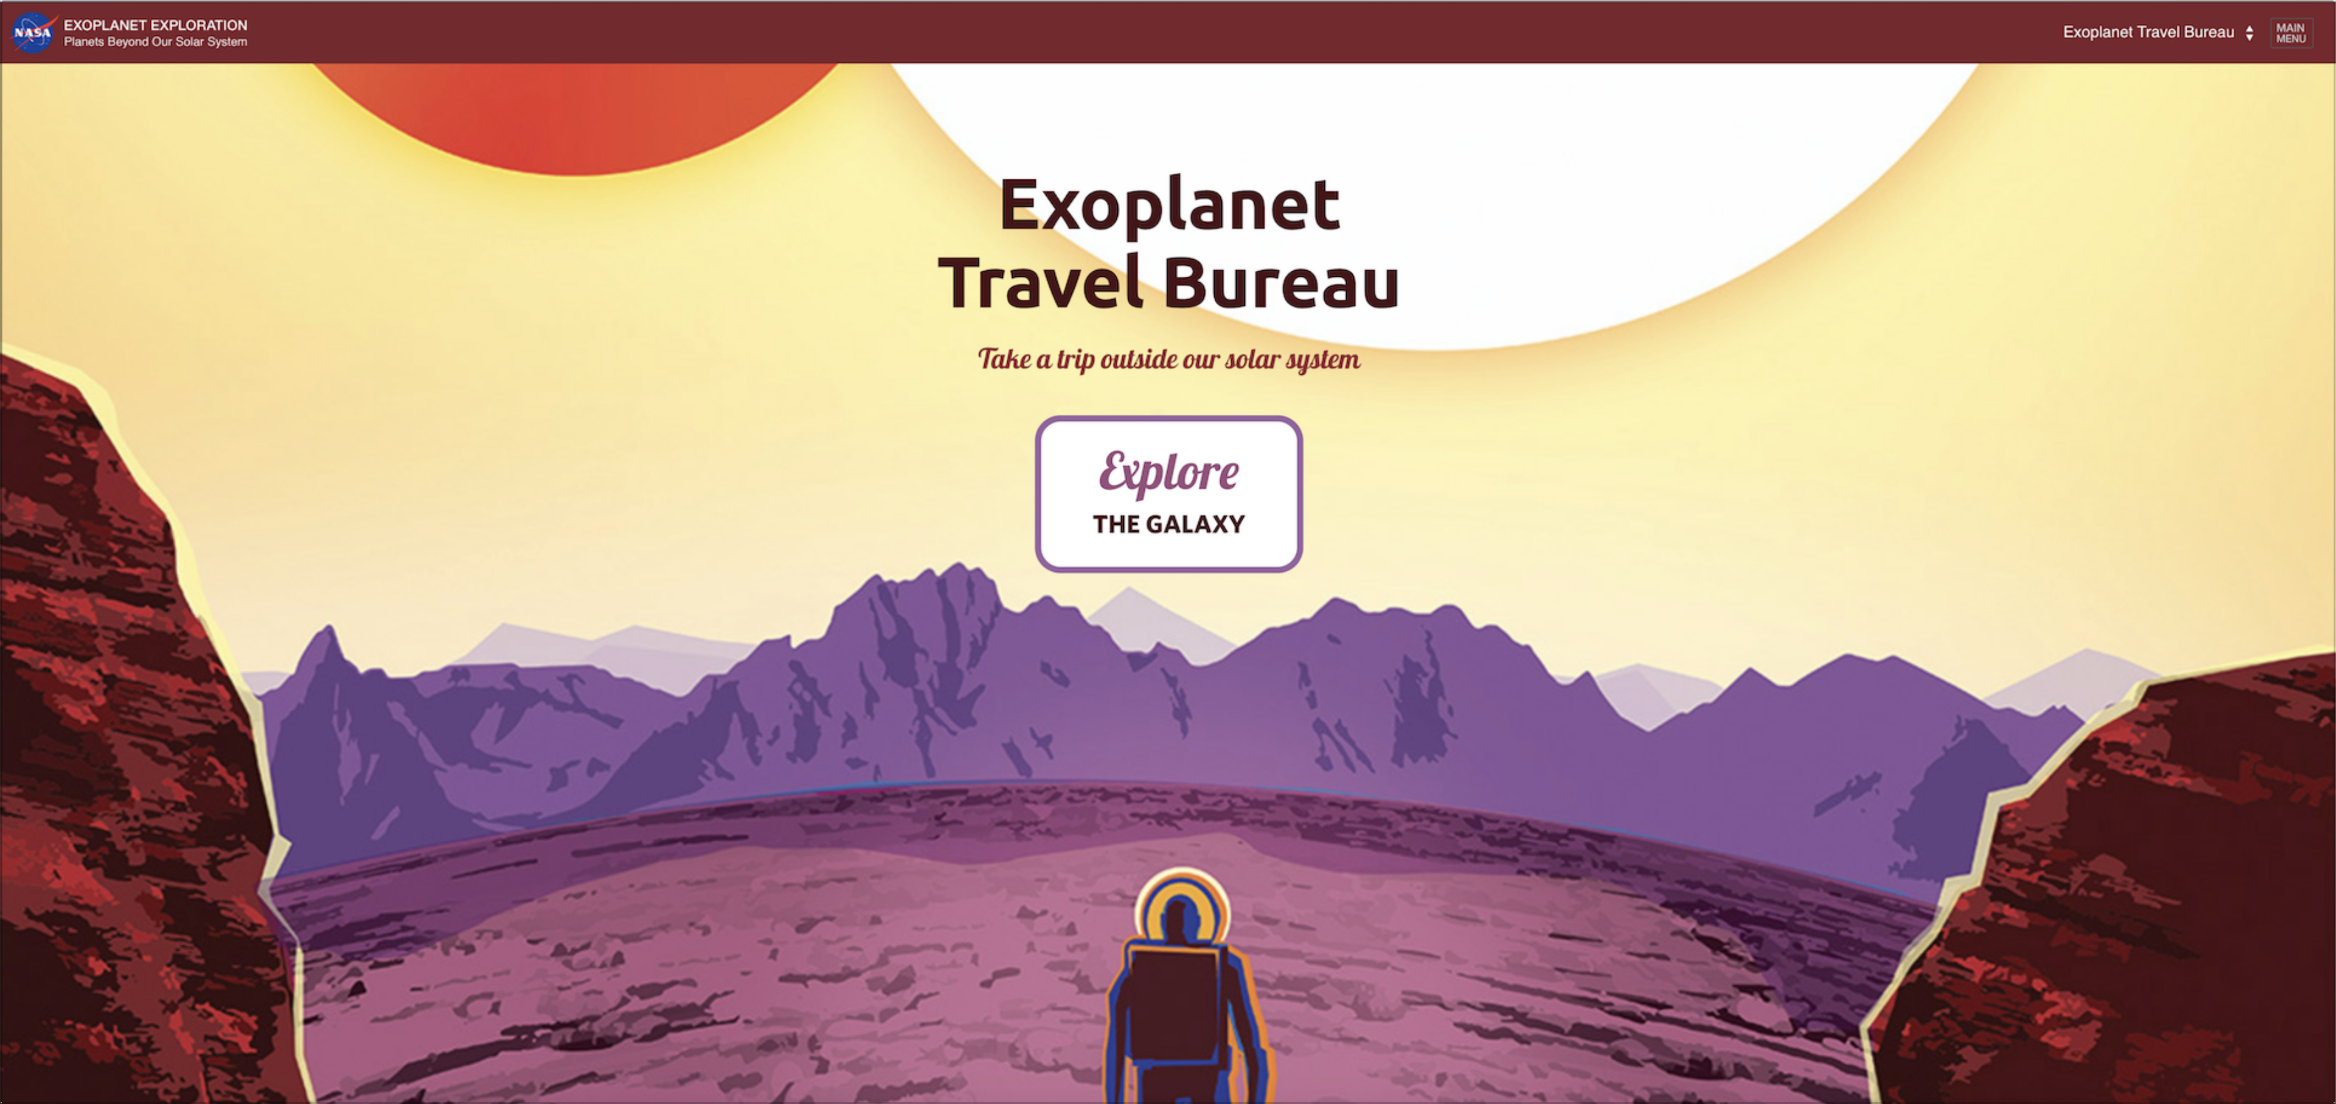 NASA
EXOPLANET EXPLORATION
Planets Beyond Our Solar System
Exoplanet Travel Bureau
MAIN
MENU
Exoplanet
Travel Bureau
Take a trip outside our solar system
Explore
THE GALAXY